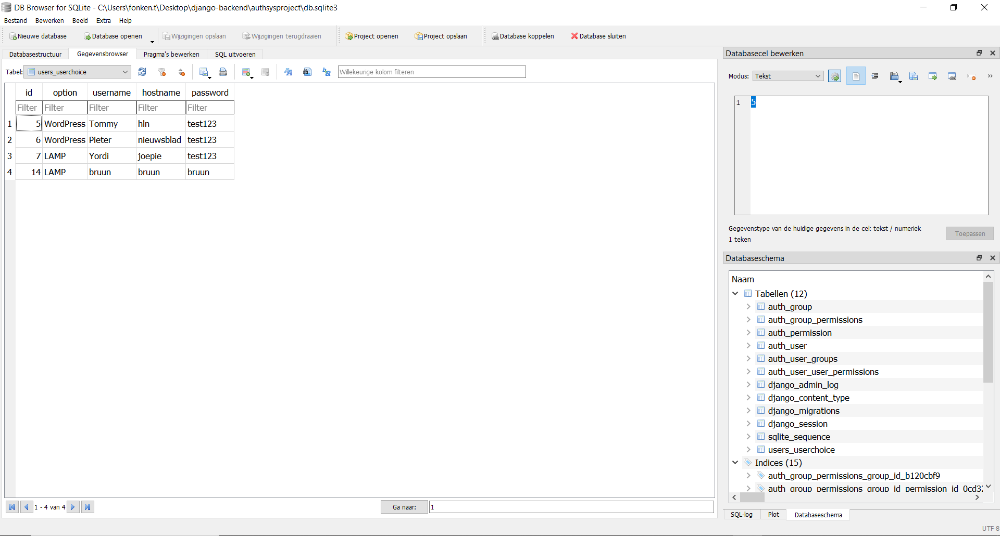 DB Browser for SQLite - C:\Users\fonken.t\Desktop\django-backend\authsysproject\db.sqlite3
Bestand Bewerken Beeld Extra Help
Nieuwe database Database openen Wijzigingen opslaan Wijzigingen terugdraaien Project openen Project opslaan Database koppelen Database sluiten
Databasestructuur Gegevensbrowser Pragma's bewerken SQL uitvoeren
Tabel: users_userchoice Willekeurige kolom filteren
id option username hostname password
Filter Filter Filter Filter Filter
1 5 WordPress Tommy hln test123
2 6 WordPress Pieter nieuwsblad test123
3 7 LAMP Yordi joepie test123
4 14 LAMP bruun bruun bruun
1 - 4 van 4 Ga naar: 1
Databasecel bewerken
Modus: Tekst
1 5
Gegevenstype van de huidige gegevens in de cel: tekst / numeriek
1 teken
Toepassen
Databaseschema
Naam
Tabellen (12)
auth_group
auth_group_permissions
auth_permission
auth_user
auth_user_groups
auth_user_user_permissions
django_admin_log
django_content_type
django_migrations
django_session
sqlite_sequence
users_userchoice
Indices (15)
auth_group_permissions_group_id_b120cbf9
auth_group_permissions_group_id_permission_id_0cd32
SQL-log Plot Databaseschema
UTF-8